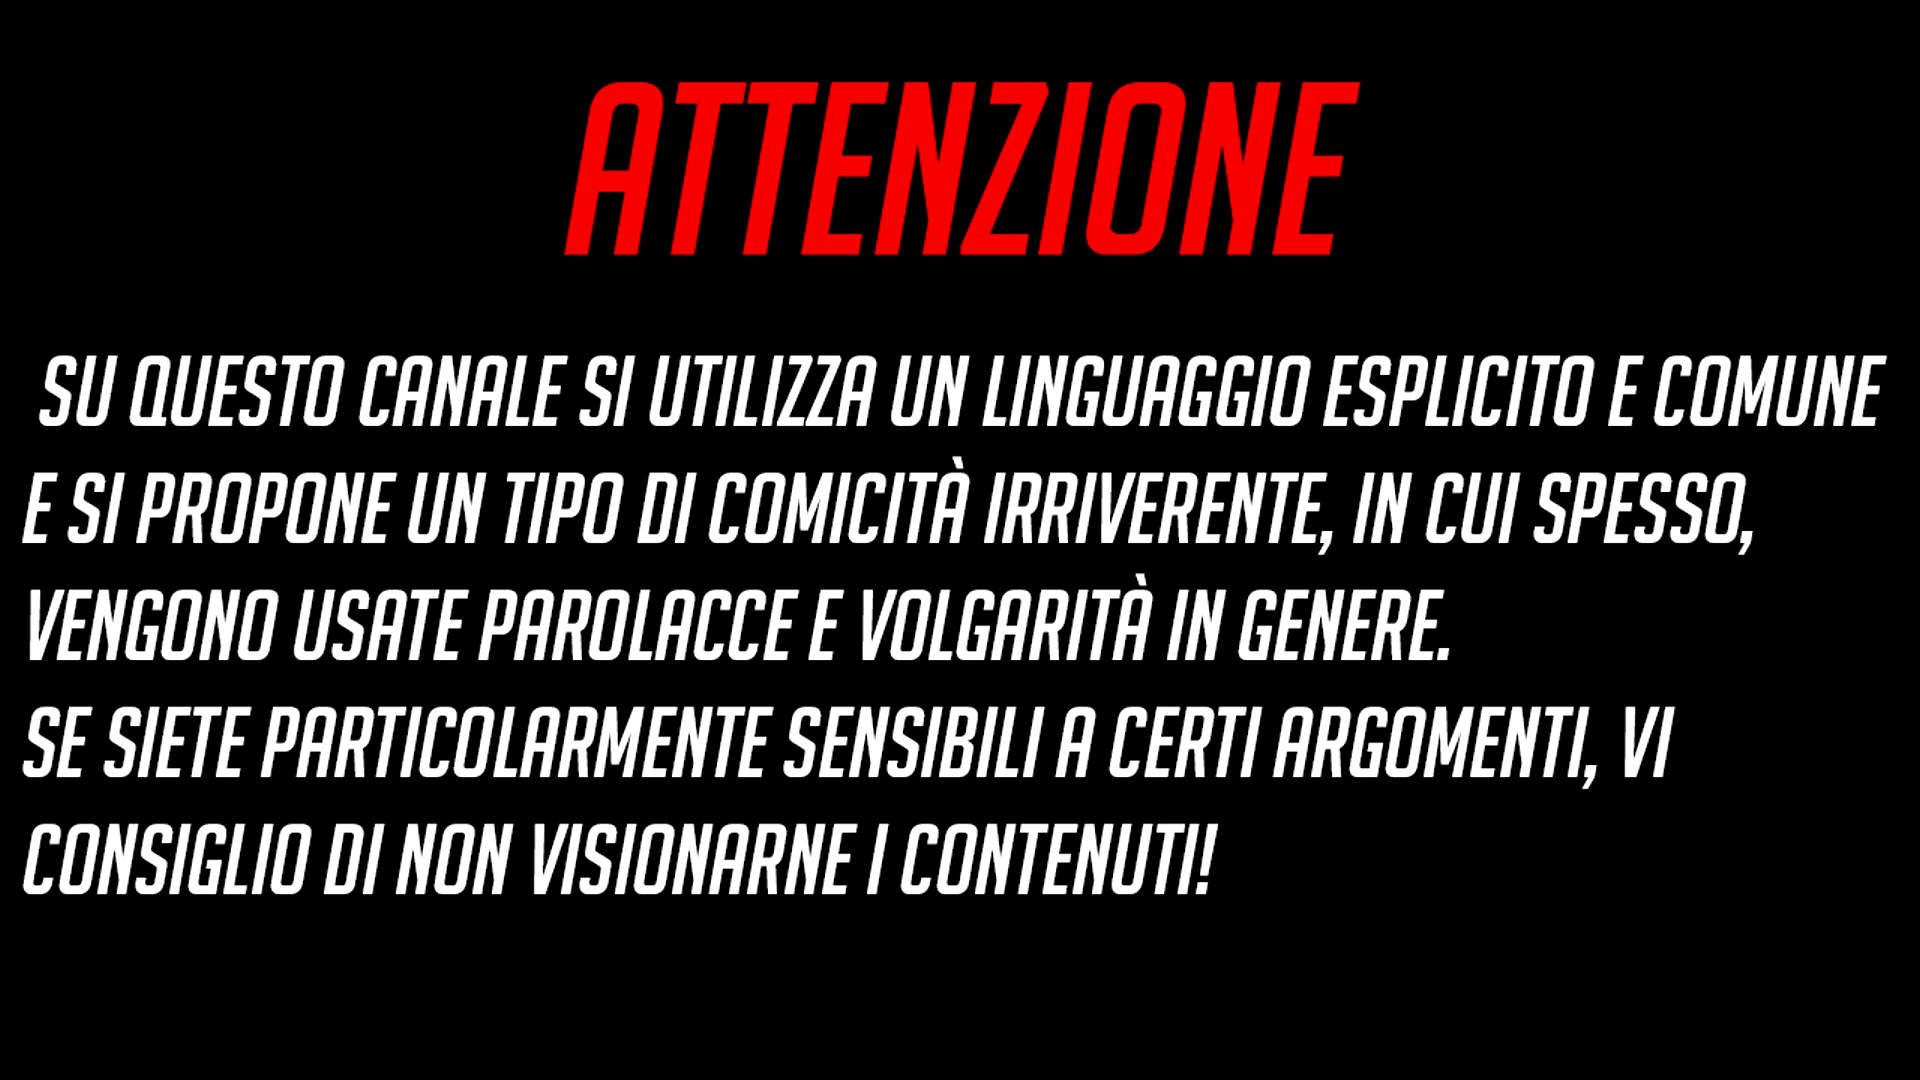 ATTENZIONE
SU QUESTO CANALE SI UTILIZZA UN LINGUAGGIO ESPLICITO E COMUNE
E SI PROPONE UN TIPO DI COMICITÀ IRRIVERENTE, IN CUI SPESSO,
VENGONO USATE PAROLACCE E VOLGARITÀ IN GENERE.
SE SIETE PARTICOLARMENTE SENSIBILI A CERTI ARGOMENTI, VI
CONSIGLIO DI NON VISIONARNE I CONTENUTI!